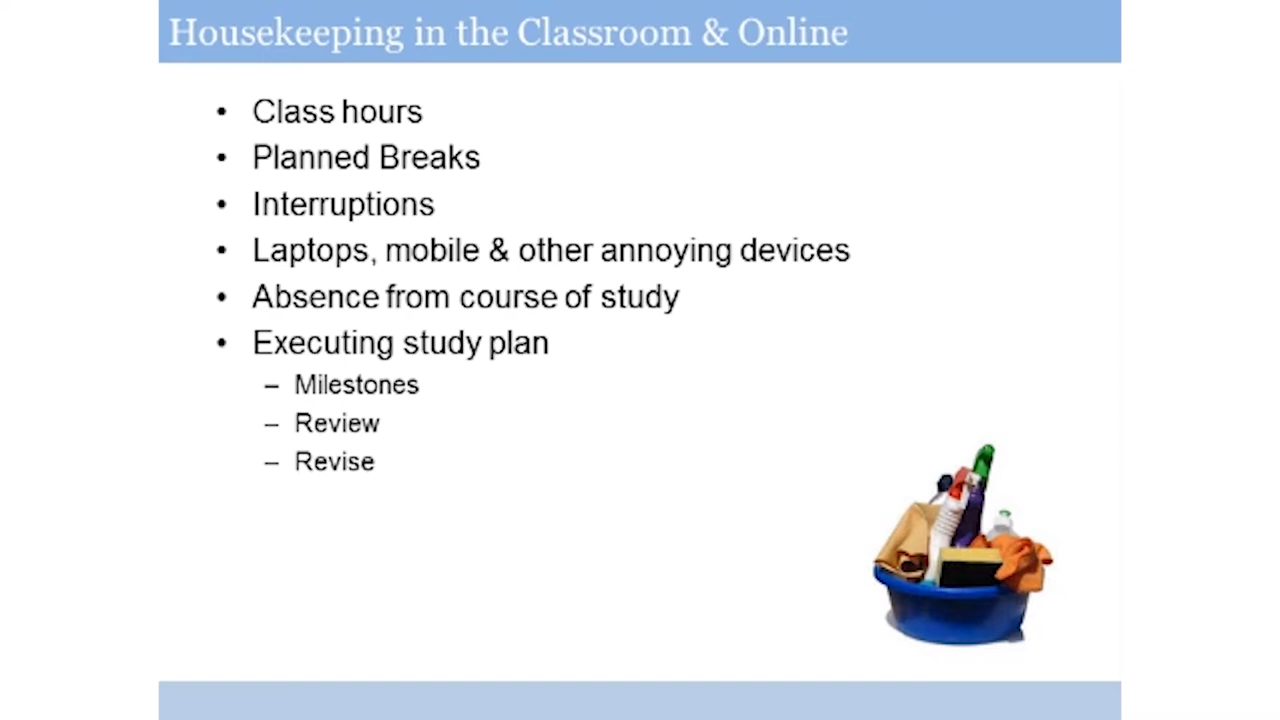 Housekeeping in the Classroom & Online
• Class hours
• Planned Breaks
• Interruptions
• Laptops, mobile & other annoying devices
• Absence from course of study
• Executing study plan
– Milestones
– Review
– Revise